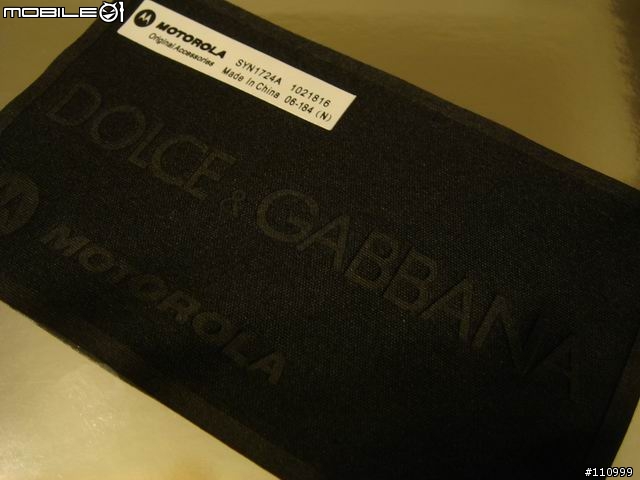 MOBILE01
MOTOROLA
Original Accessories
SYN1724A 1021816
Made in China 06-184 (N)
DOLCE & GABBANA
MOTOROLA
#110999